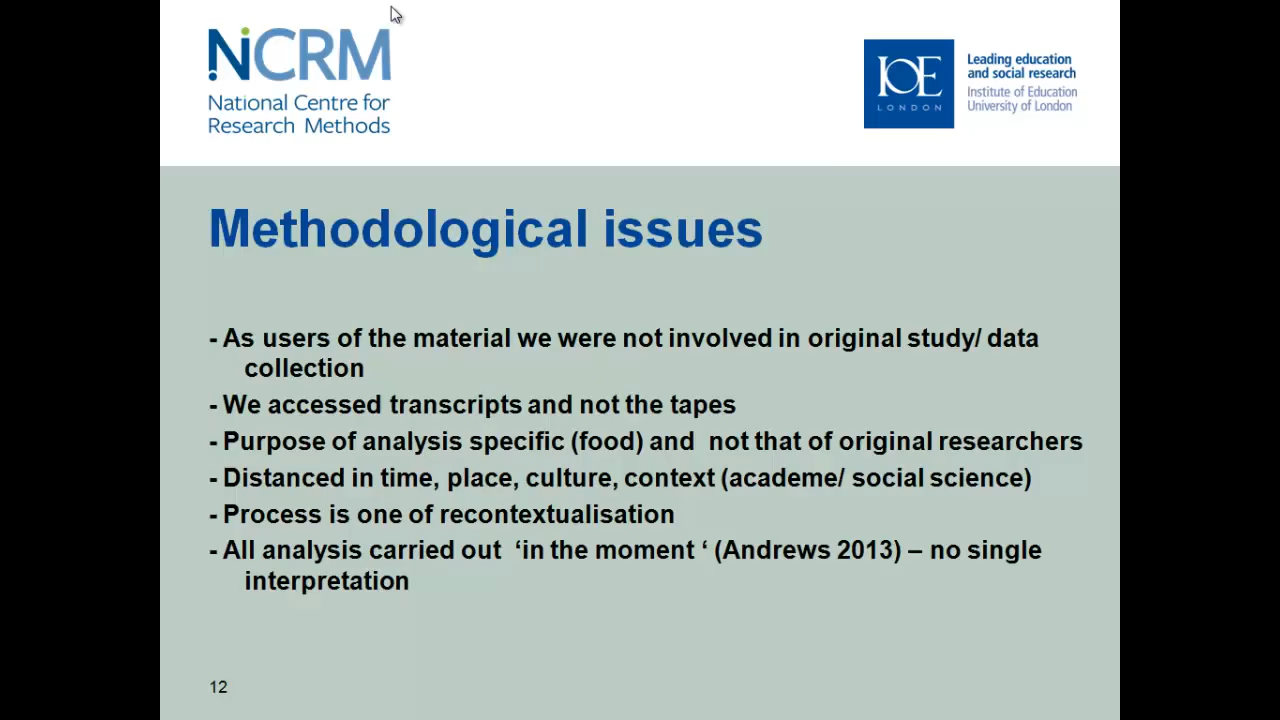 NCRM
National Centre for
Research Methods
IOE
LONDON
Leading education
and social research
Institute of Education
University of London
Methodological issues
- As users of the material we were not involved in original study/ data
collection
- We accessed transcripts and not the tapes
- Purpose of analysis specific (food) and  not that of original researchers
- Distanced in time, place, culture, context (academe/ social science)
- Process is one of recontextualisation
- All analysis carried out  ‘in the moment ‘ (Andrews 2013) – no single
interpretation
12